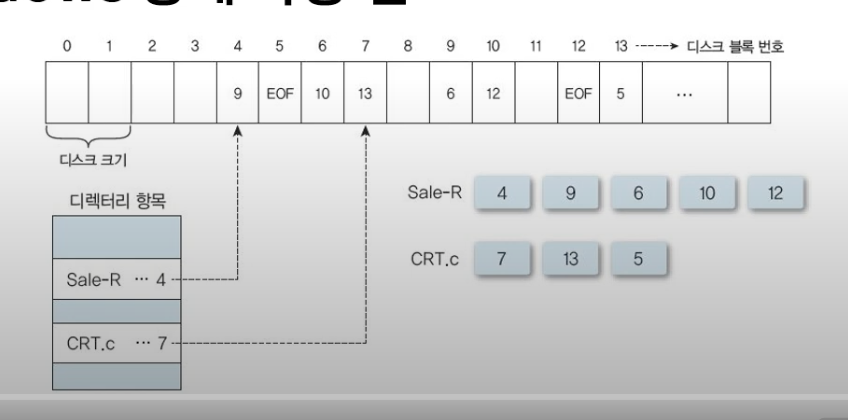 0 1 2 3 4 5 6 7 8 9 10 11 12 13 디스크 블록 번호
9 EOF 10 13 6 12 EOF 5 ...
디스크 크기
디렉터리 항목
Sale-R 4 9 6 10 12
CRT.c 7 13 5
Sale-R ... 4
CRT.c ... 7